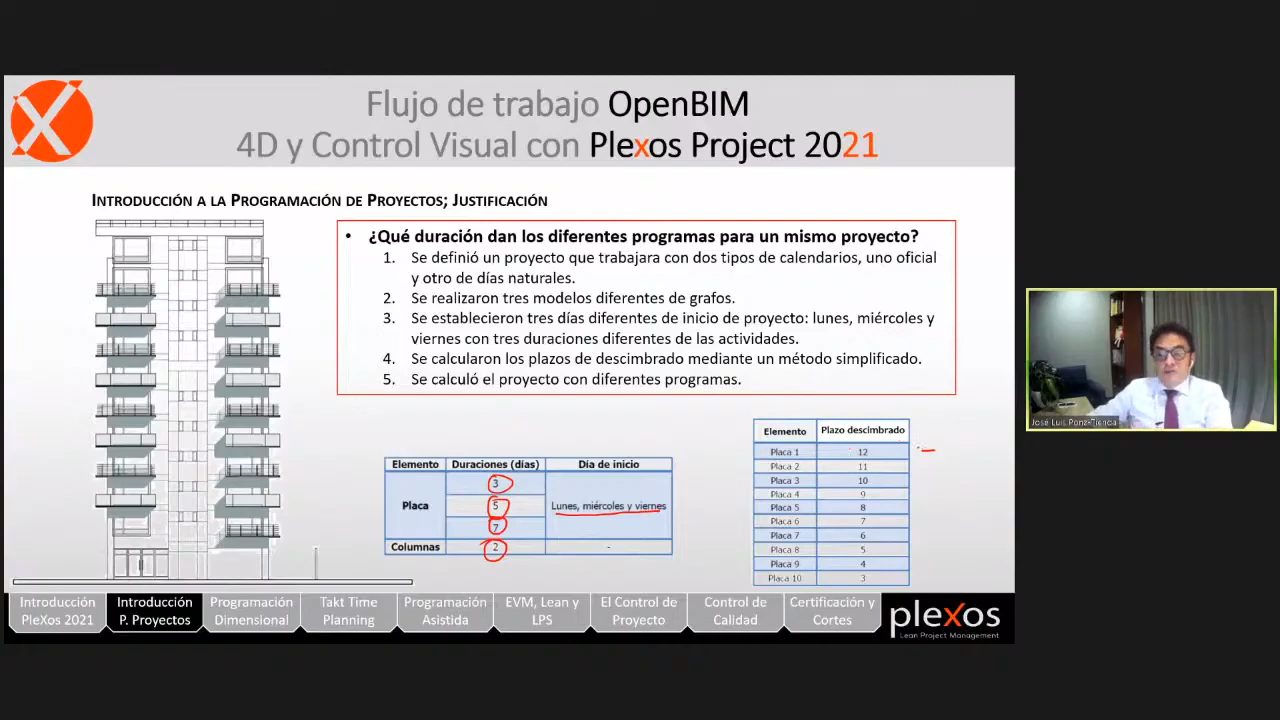 Flujo de trabajo OpenBIM
4D y Control Visual con Plexos Project 2021
INTRODUCCIÓN A LA PROGRAMACIÓN DE PROYECTOS; JUSTIFICACIÓN
• ¿Qué duración dan los diferentes programas para un mismo proyecto?
1. Se definió un proyecto que trabajara con dos tipos de calendarios, uno oficial
y otro de días naturales.
2. Se realizaron tres modelos diferentes de grafos.
3. Se establecieron tres días diferentes de inicio de proyecto: lunes, miércoles y
viernes con tres duraciones diferentes de las actividades.
4. Se calcularon los plazos de descimbrado mediante un método simplificado.
5. Se calculó el proyecto con diferentes programas.
Elemento Duraciones (días) Día de inicio
Placa 3 5 7 Lunes, miércoles y viernes
Columnas 2 -
Elemento Plazo descimbrado
Placa 1 12
Placa 2 11
Placa 3 10
Placa 4 9
Placa 5 8
Placa 6 7
Placa 7 6
Placa 8 5
Placa 9 4
Placa 10 3
José Luis Ponz-Tienda
Introducción
PleXos 2021
Introducción
P. Proyectos
Programación
Dimensional
Takt Time
Planning
Programación
Asistida
EVM, Lean y
LPS
El Control de
Proyecto
Control de
Calidad
Certificación y
Cortes
plexos
Lean Project Management